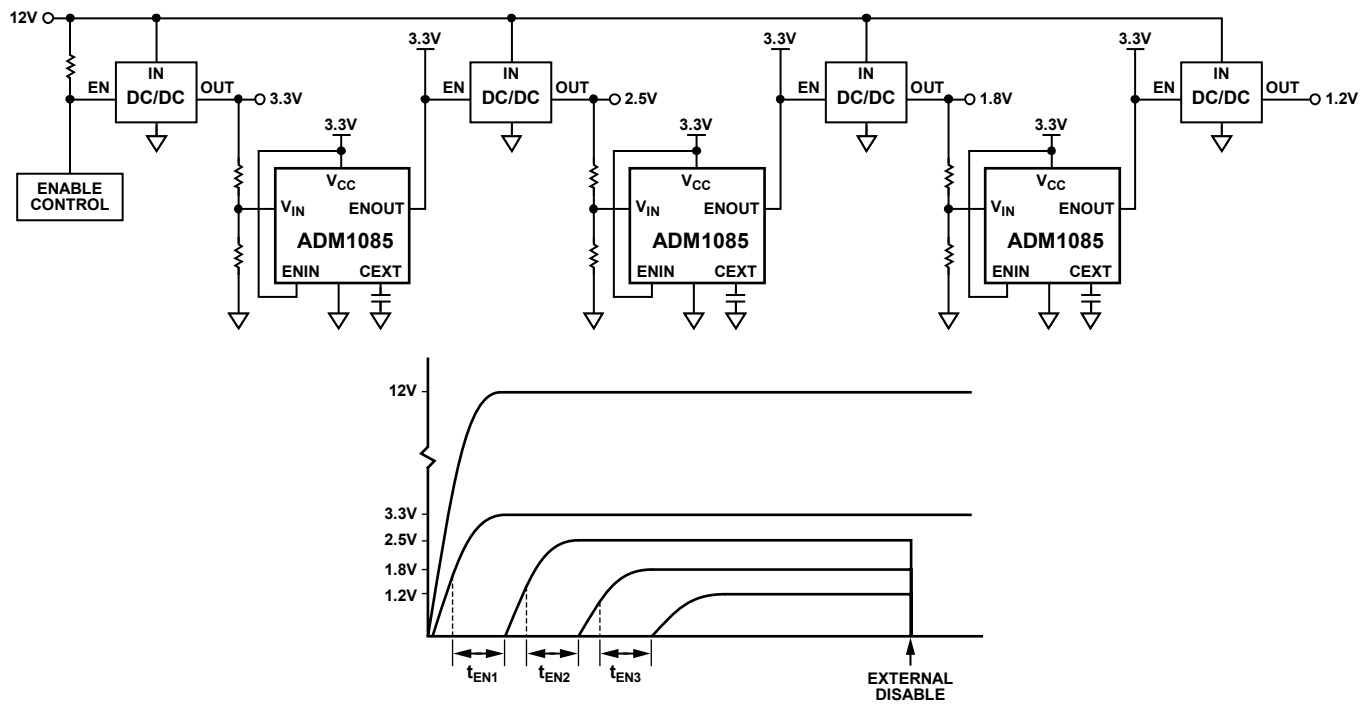 12V
3.3V 3.3V 3.3V
IN IN IN IN
EN DC/DC OUT 3.3V EN DC/DC OUT 2.5V EN DC/DC OUT 1.8V EN DC/DC OUT 1.2V
3.3V 3.3V 3.3V
ENABLE
CONTROL
VCC VCC VCC
VIN ENOUT VIN ENOUT VIN ENOUT
ADM1085 ADM1085 ADM1085
ENIN CEXT ENIN CEXT ENIN CEXT
12V
3.3V
2.5V
1.8V
1.2V
tEN1 tEN2 tEN3
EXTERNAL
DISABLE